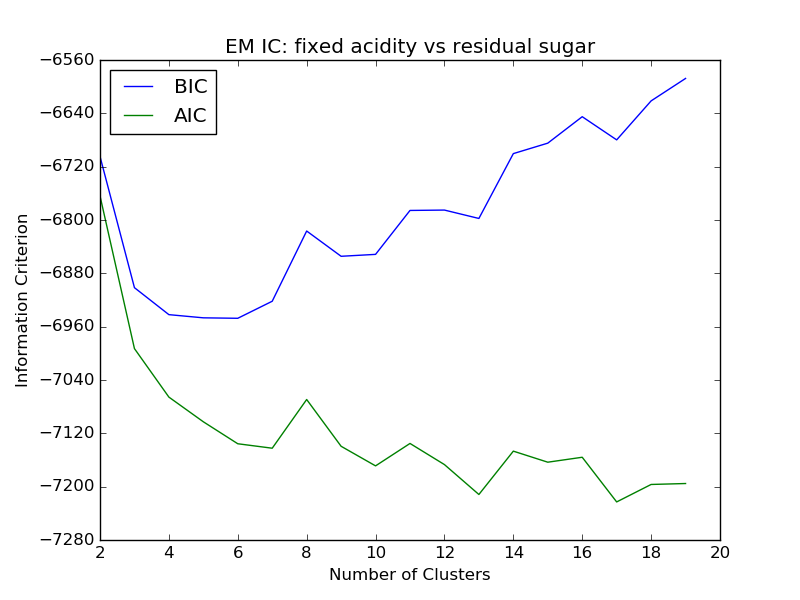 EM IC: fixed acidity vs residual sugar
BIC
AIC
Information Criterion
−6560
−6640
−6720
−6800
−6880
−6960
−7040
−7120
−7200
−7280
2 4 6 8 10 12 14 16 18 20
Number of Clusters